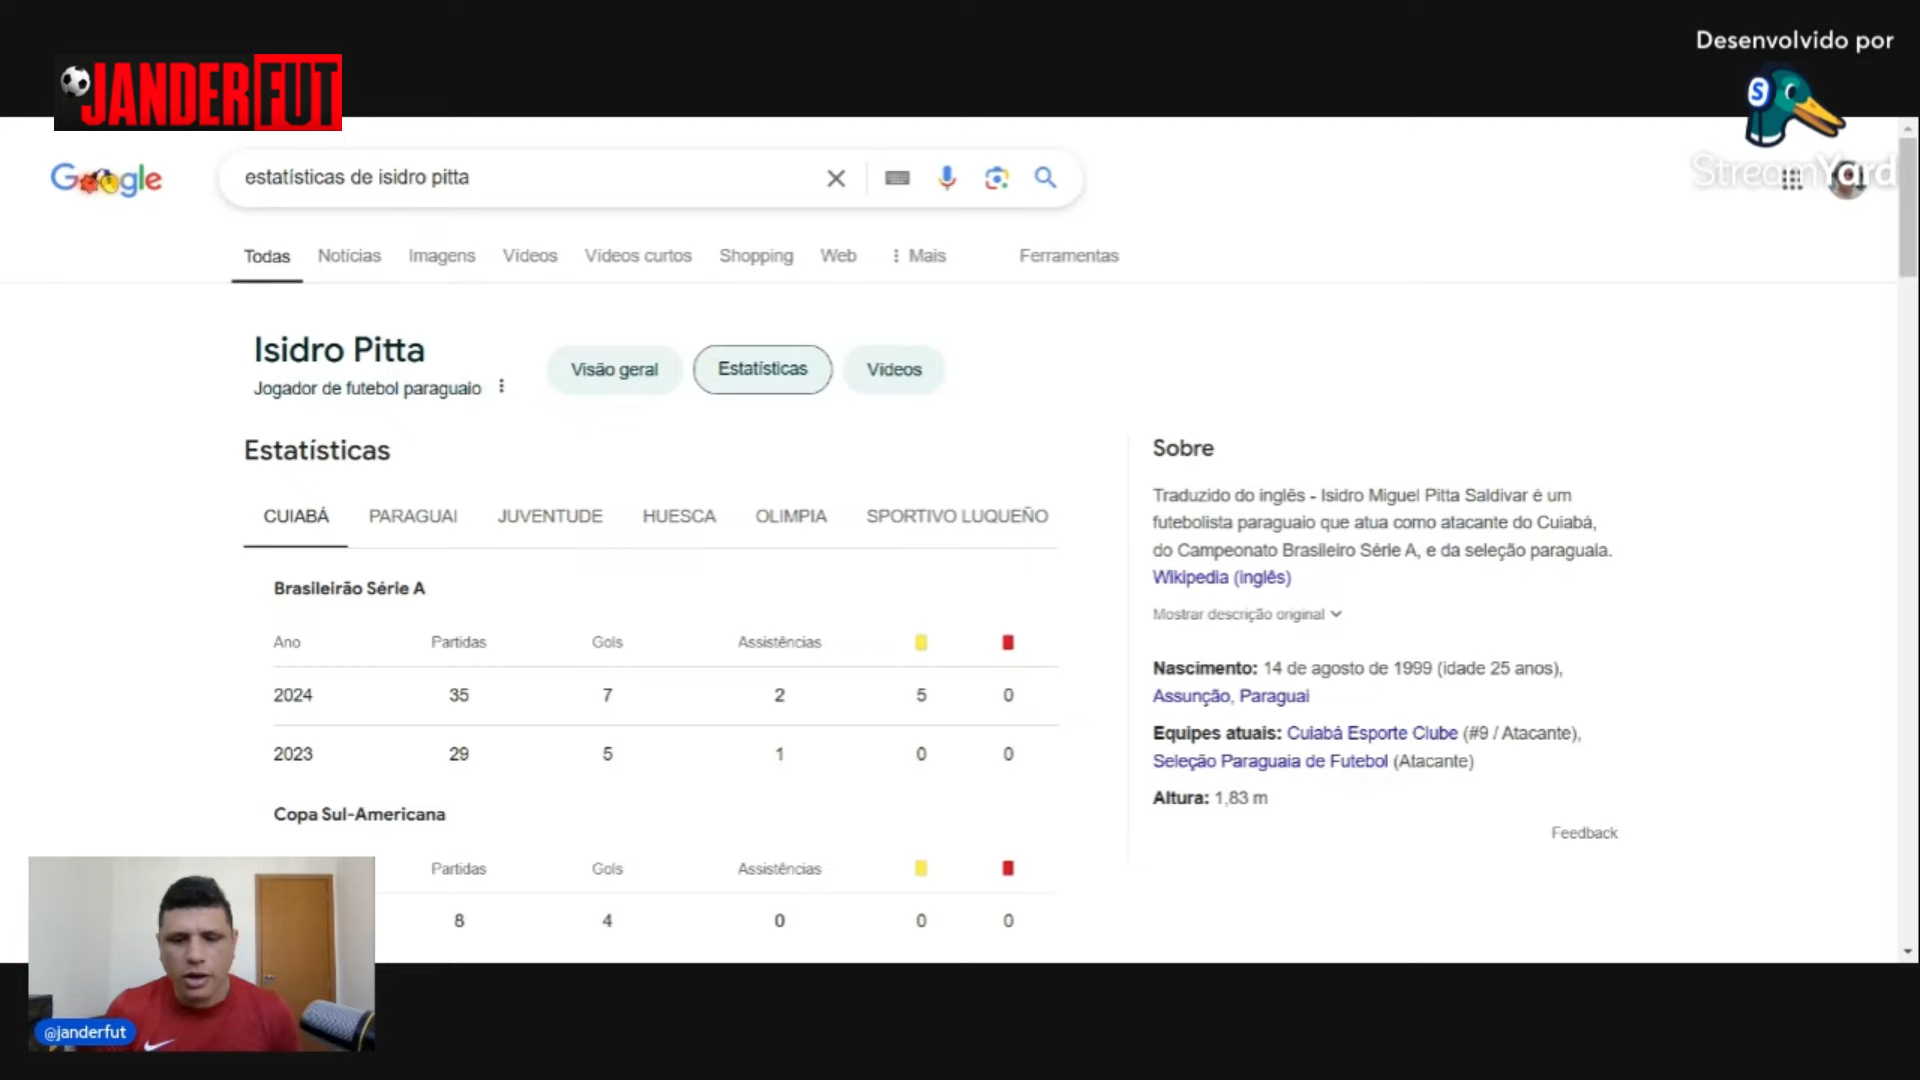 Desenvolvido por
JANDERFUT
StreamYard
Google
estatísticas de isidro pitta
Todas Notícias Imagens Vídeos Vídeos curtos Shopping Web Mais Ferramentas
Isidro Pitta
Jogador de futebol paraguaio
Visão geral Estatísticas Vídeos
Estatísticas
CUIABÁ PARAGUAI JUVENTUDE HUESCA OLIMPIA SPORTIVO LUQUEÑO
Brasileirão Série A
Ano Partidas Gols Assistências
2024 35 7 2 5 0
2023 29 5 1 0 0
Copa Sul-Americana
Partidas Gols Assistências
8 4 0 0 0
Sobre
Traduzido do inglês - Isidro Miguel Pitta Saldivar é um
futebolista paraguaio que atua como atacante do Cuiabá,
do Campeonato Brasileiro Série A, e da seleção paraguaia.
Wikipedia (inglês)
Mostrar descrição original
Nascimento: 14 de agosto de 1999 (idade 25 anos),
Assunção, Paraguai
Equipes atuais: Cuiabá Esporte Clube (#9 / Atacante),
Seleção Paraguaia de Futebol (Atacante)
Altura: 1,83 m
Feedback
@janderfut